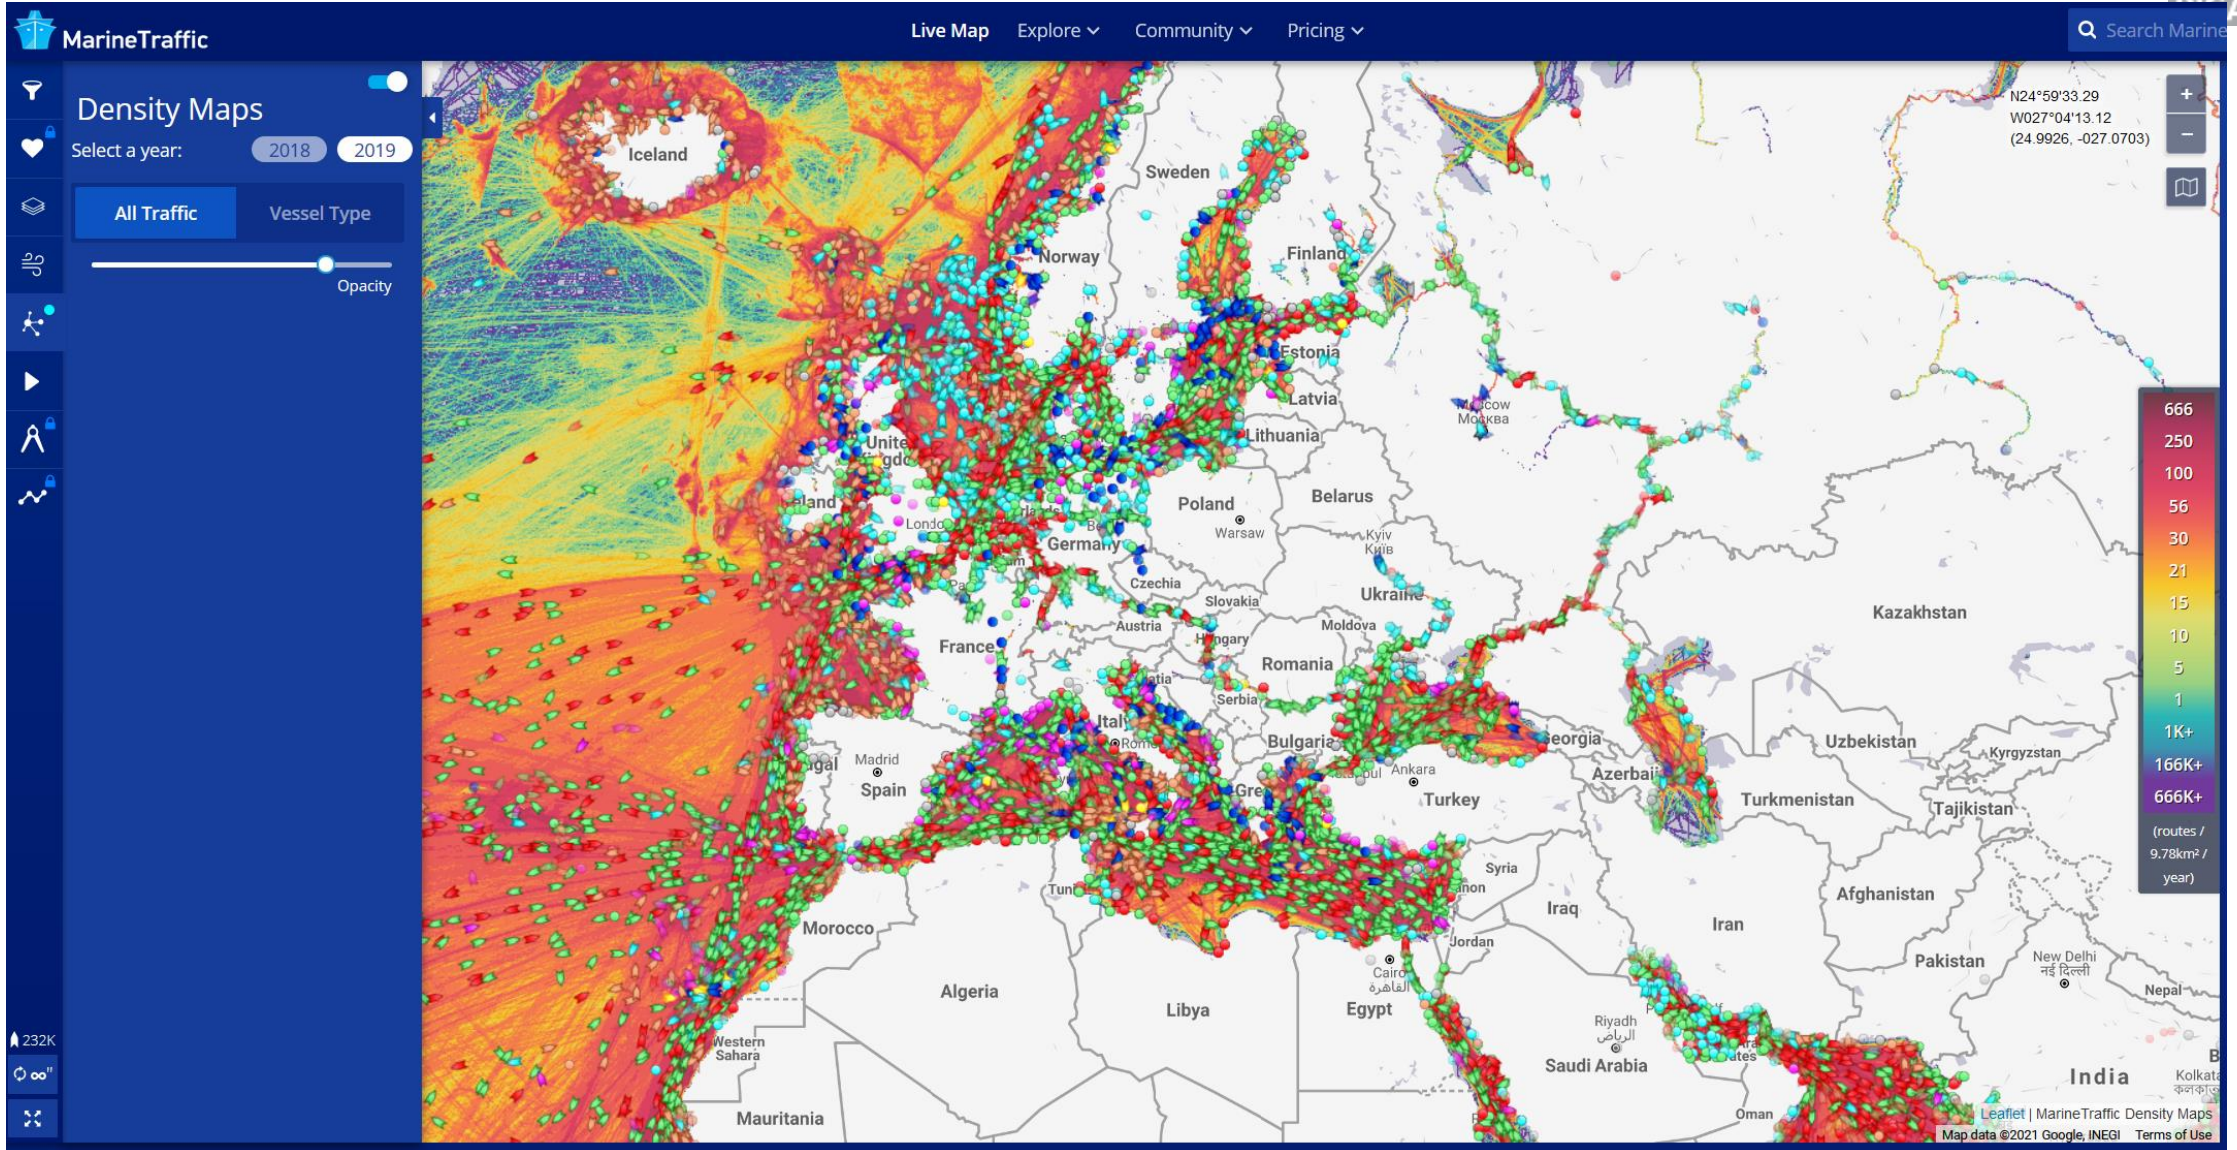 MarineTraffic
Live Map
Explore
Community
Pricing
Search Marine
Density Maps
Select a year:
2018
2019
All Traffic
Vessel Type
Opacity
232K
∞"
N24°59'33.29
W027°04'13.12
(24.9926, -027.0703)
+
−
Iceland
Sweden
Norway
Finland
Estonia
Latvia
Lithuania
Москва
Belarus
Poland
Warsaw
Germany
Kyiv
Київ
Czechia
Slovakia
Ukraine
Kazakhstan
Austria
Moldova
France
Romania
Serbia
Italy
Bulgaria
Madrid
Spain
Ankara
Turkey
Uzbekistan
Kyrgyzstan
Turkmenistan
Tajikistan
Syria
Afghanistan
Iraq
Iran
Morocco
Jordan
Pakistan
New Delhi
नई दिल्ली
Nepal
Cairo
القاهرة
Algeria
Libya
Egypt
Riyadh
الرياض
Western
Sahara
Saudi Arabia
India
Kolkata
Oman
Mauritania
666
250
100
56
30
21
15
10
5
1
1K+
166K+
666K+
(routes /
9.78km² /
year)
Leaflet | MarineTraffic Density Maps
Map data ©2021 Google, INEGI
Terms of Use